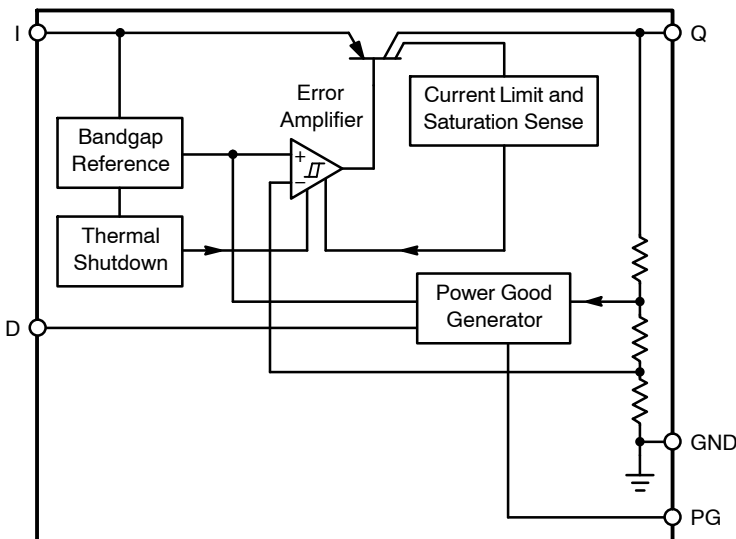 I
Q
Error
Amplifier
Current Limit and
Saturation Sense
Bandgap
Reference
+
−
Thermal
Shutdown
Power Good
Generator
D
GND
PG